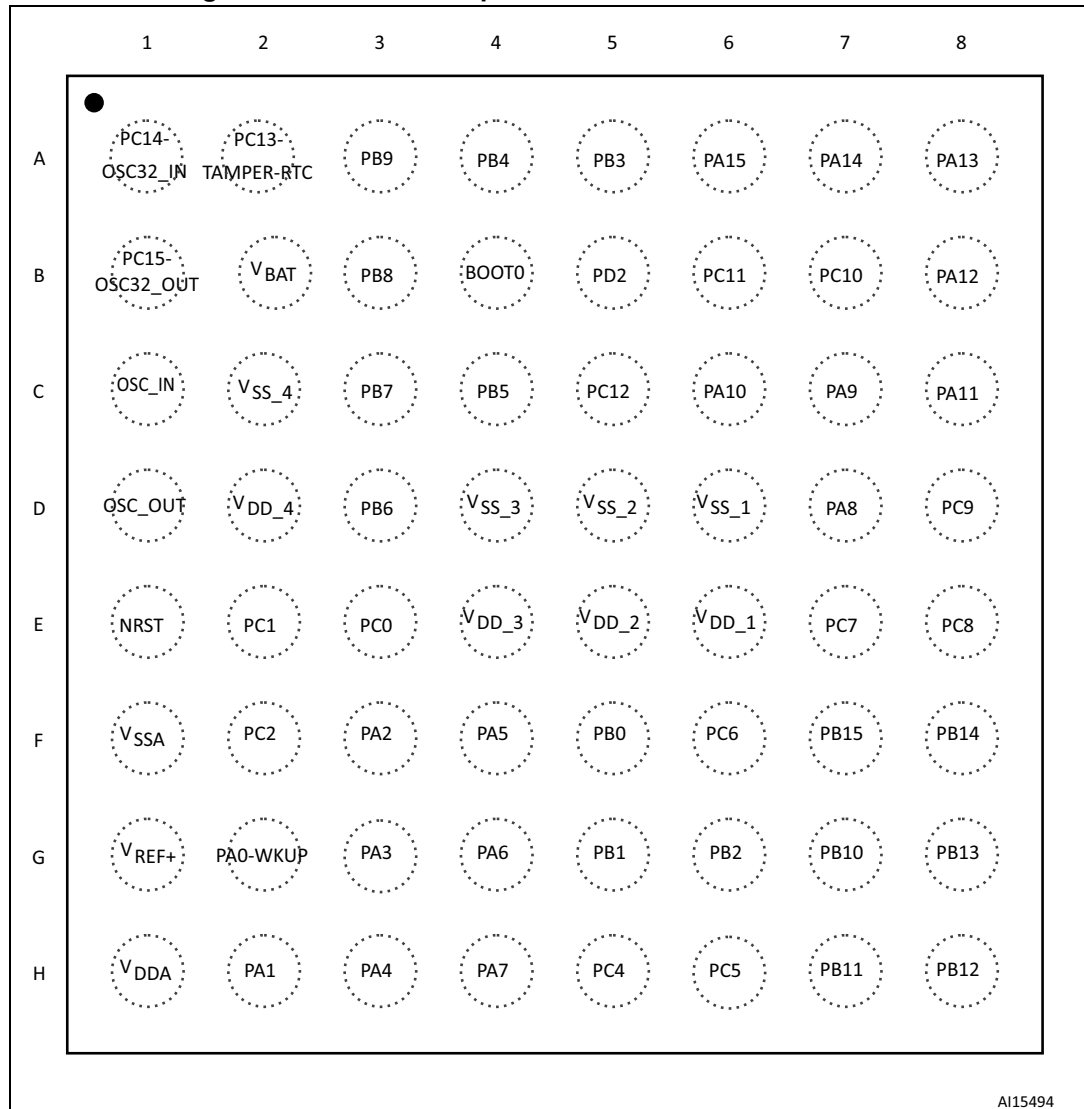 1 2 3 4 5 6 7 8
A PC14-OSC32_IN PC13-TAMPER-RTC PB9 PB4 PB3 PA15 PA14 PA13
B PC15-OSC32_OUT VBAT PB8 BOOT0 PD2 PC11 PC10 PA12
C OSC_IN VSS_4 PB7 PB5 PC12 PA10 PA9 PA11
D OSC_OUT VDD_4 PB6 VSS_3 VSS_2 VSS_1 PA8 PC9
E NRST PC1 PC0 VDD_3 VDD_2 VDD_1 PC7 PC8
F VSSA PC2 PA2 PA5 PB0 PC6 PB15 PB14
G VREF+ PA0-WKUP PA3 PA6 PB1 PB2 PB10 PB13
H VDDA PA1 PA4 PA7 PC4 PC5 PB11 PB12
AI15494